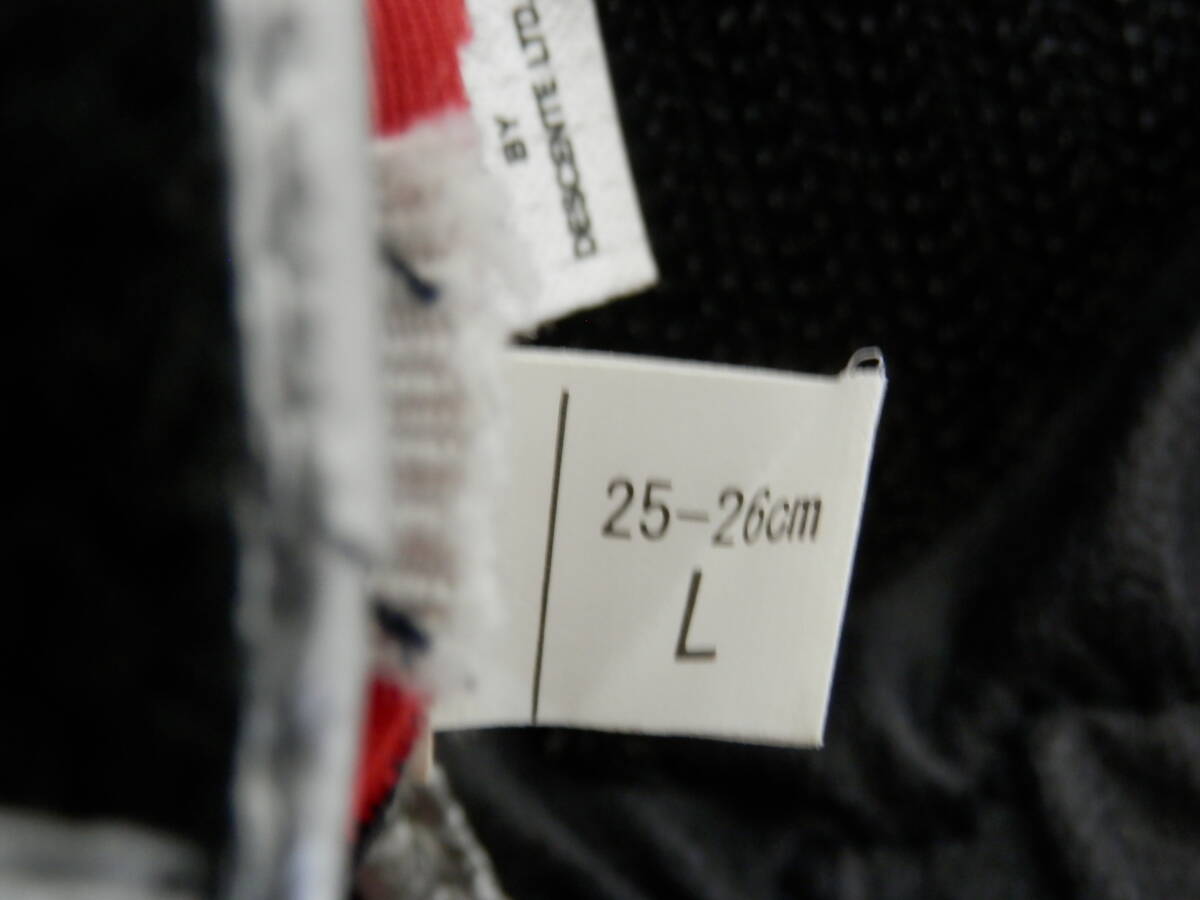 BY
DESCENTE LTD.
25-26cm
L